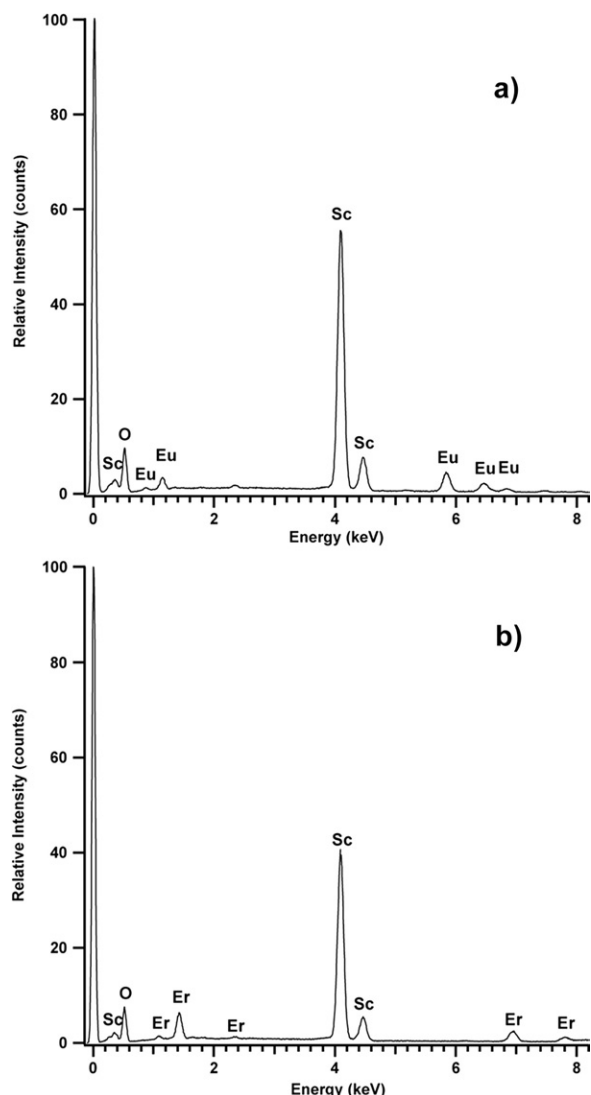 a)
Relative Intensity (counts)
100
80
60
40
20
0
Sc
O
Eu
Eu
Sc
Sc
Eu
Eu
Eu
0
2
4
6
8
Energy (keV)
b)
Relative Intensity (counts)
100
80
60
40
20
0
Sc
O
Er
Er
Er
Sc
Sc
Er
Er
0
2
4
6
8
Energy (keV)